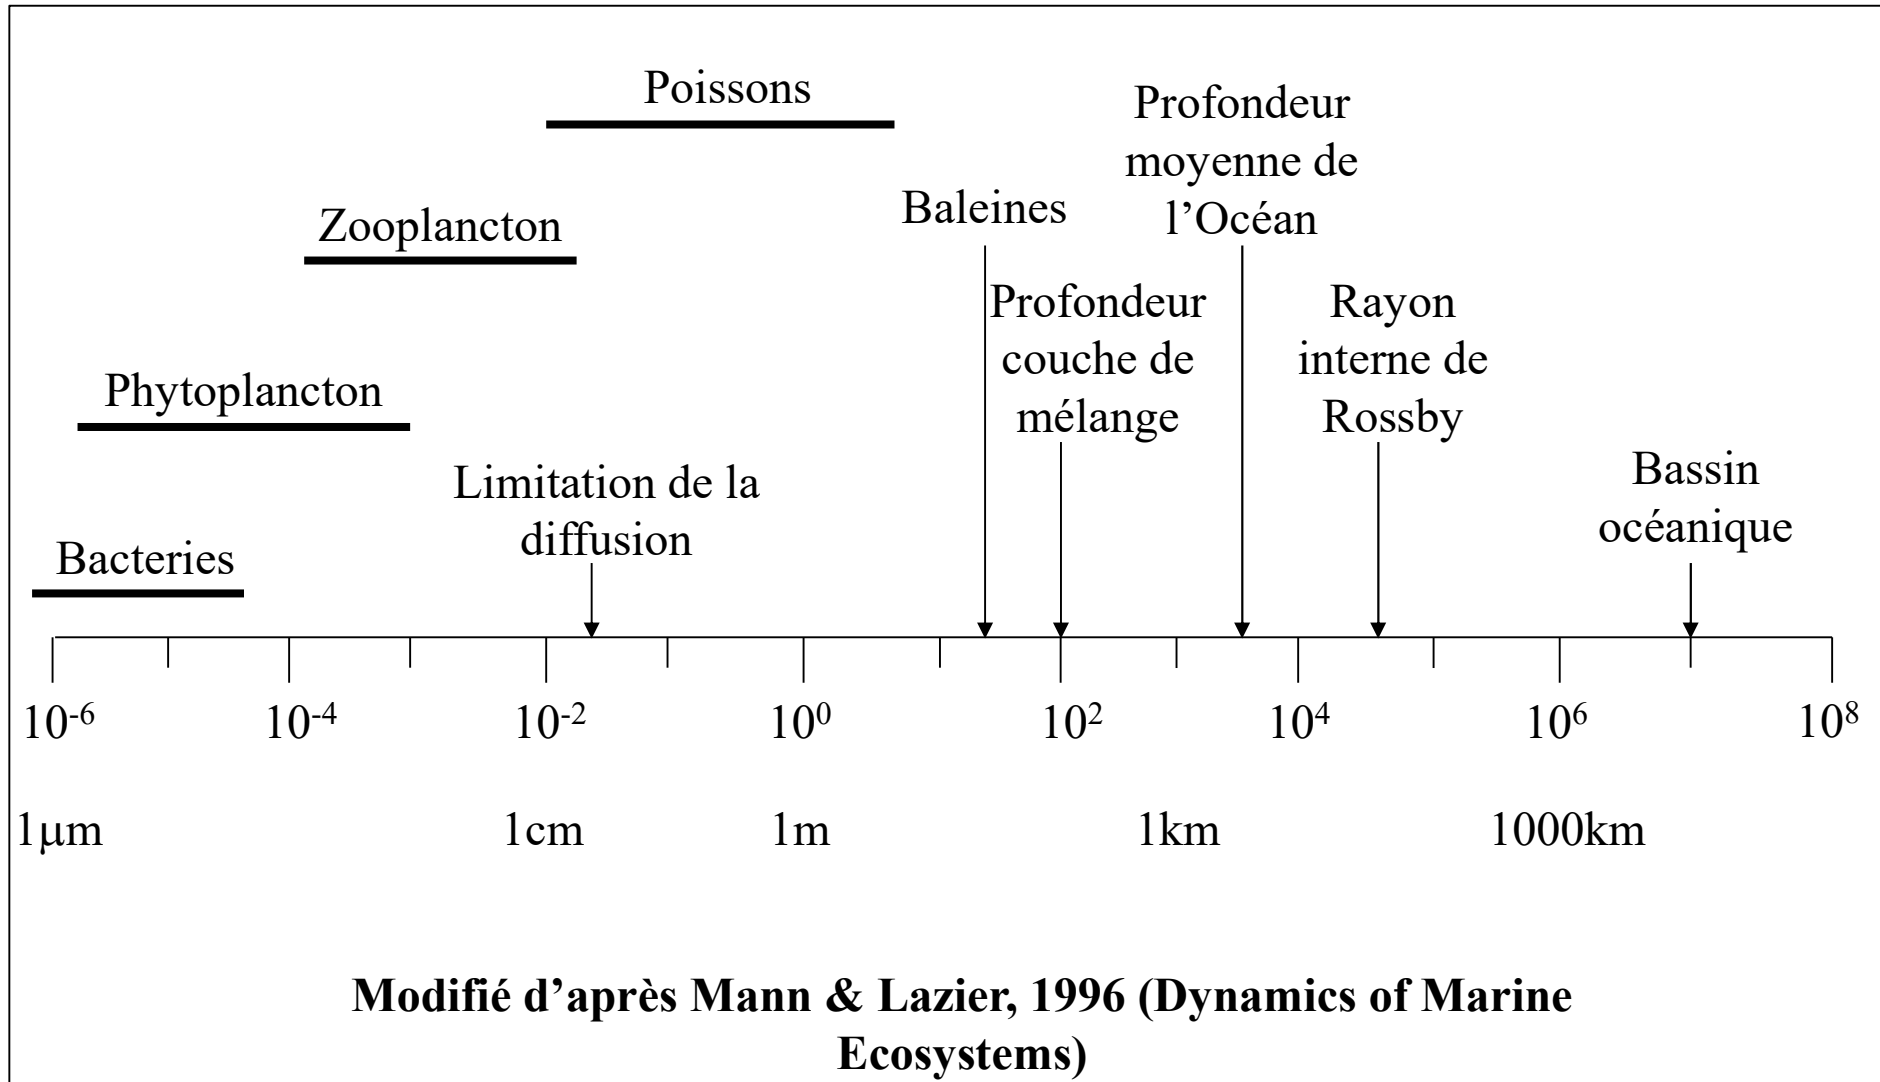 Poissons
Profondeur
moyenne de
l’Océan
Baleines
Zooplancton
Profondeur
couche de
mélange
Rayon
interne de
Rossby
Phytoplancton
Limitation de la
diffusion
Bassin
océanique
Bacteries
10-6 10-4 10-2 100 102 104 106 108
1μm 1cm 1m 1km 1000km
Modifié d’après Mann & Lazier, 1996 (Dynamics of Marine
Ecosystems)